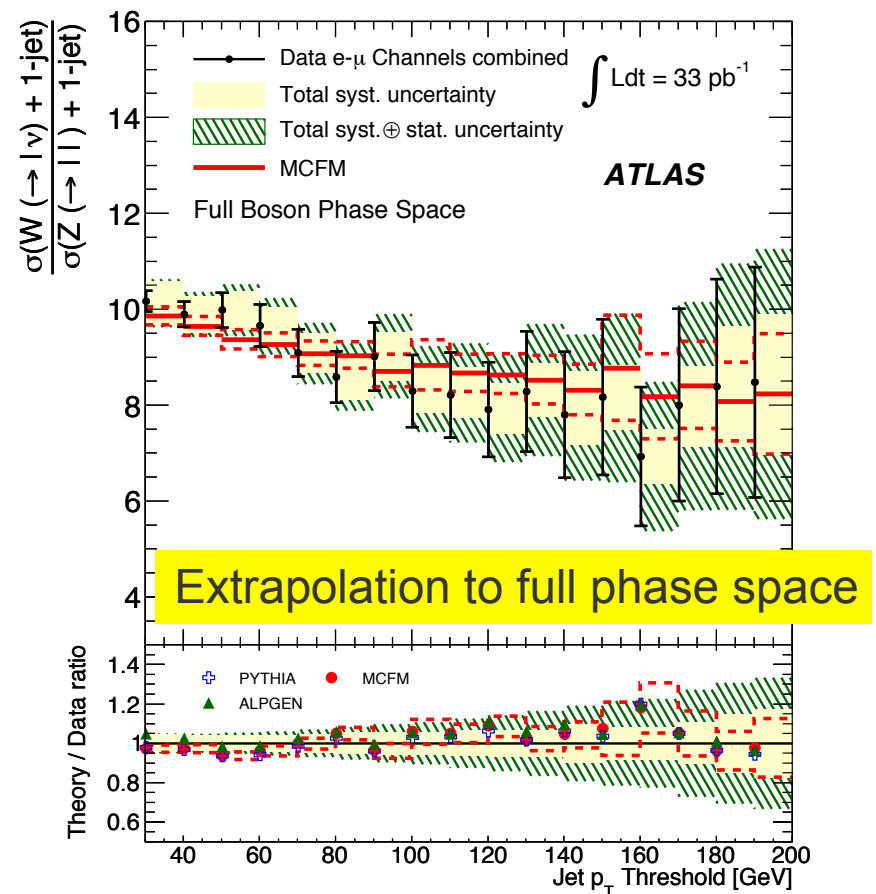 σ(W (→ l ν) + 1-jet)
σ(Z (→ l l ) + 1-jet)
16
14
12
10
8
6
4
Data e-μ Channels combined
∫ Ldt = 33 pb⁻¹
Total syst. uncertainty
Total syst.⊕ stat. uncertainty
MCFM
ATLAS
Full Boson Phase Space
Extrapolation to full phase space
Theory / Data ratio
1.4
1.2
1
0.8
0.6
PYTHIA
MCFM
ALPGEN
40 60 80 100 120 140 160 180 200
Jet p_T Threshold [GeV]